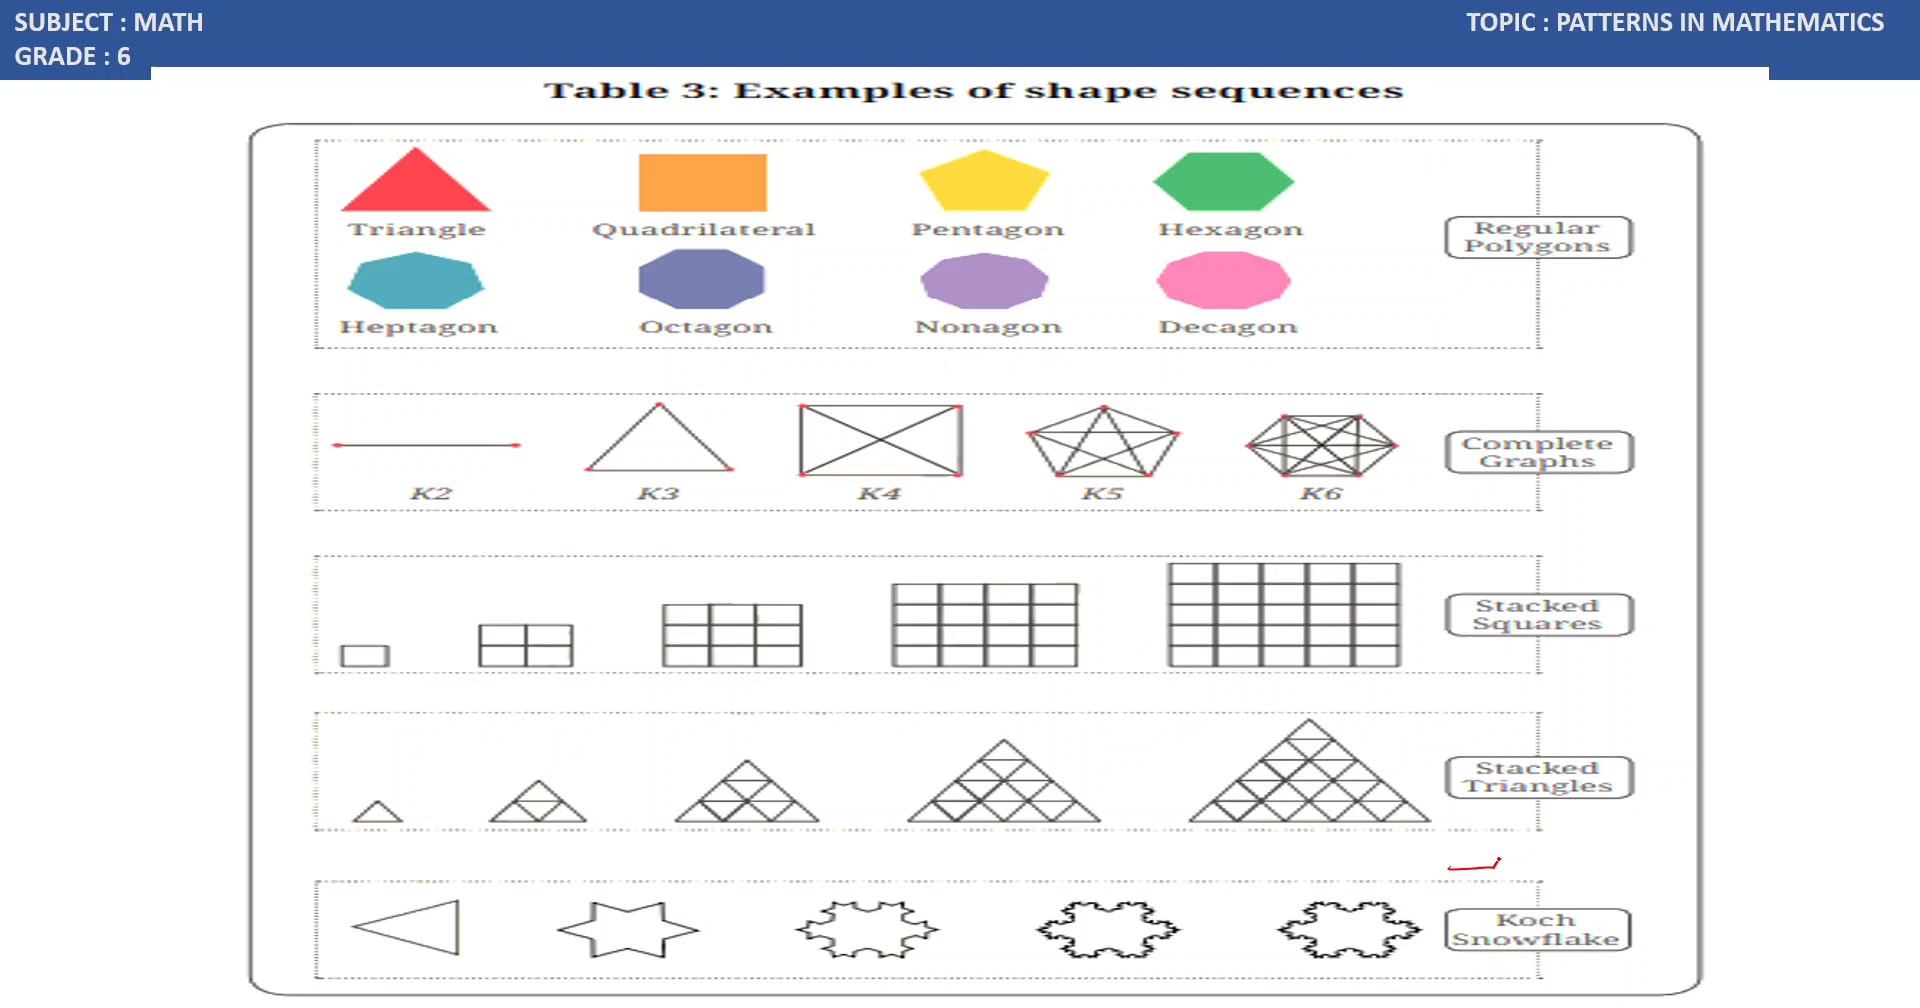 SUBJECT : MATH
TOPIC : PATTERNS IN MATHEMATICS
GRADE : 6
Table 3: Examples of shape sequences
Triangle
Quadrilateral
Pentagon
Hexagon
Regular
Polygons
Heptagon
Octagon
Nonagon
Decagon
Complete
Graphs
K2
K3
K4
K5
K6
Stacked
Squares
Stacked
Triangles
Koch
Snowflake